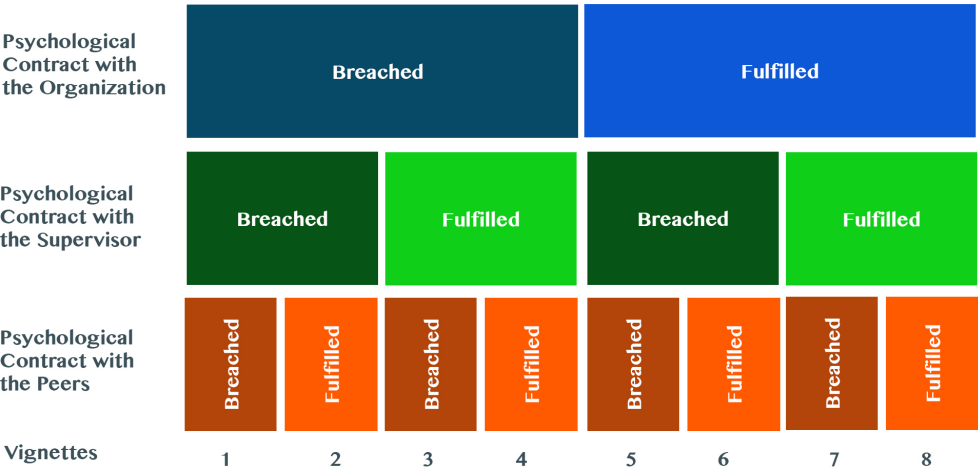 Psychological
Contract with
the Organization
Breached
Fulfilled
Psychological
Contract with
the Supervisor
Breached
Fulfilled
Breached
Fulfilled
Psychological
Contract with
the Peers
Breached
Fulfilled
Breached
Fulfilled
Breached
Fulfilled
Breached
Fulfilled
Vignettes 1 2 3 4 5 6 7 8